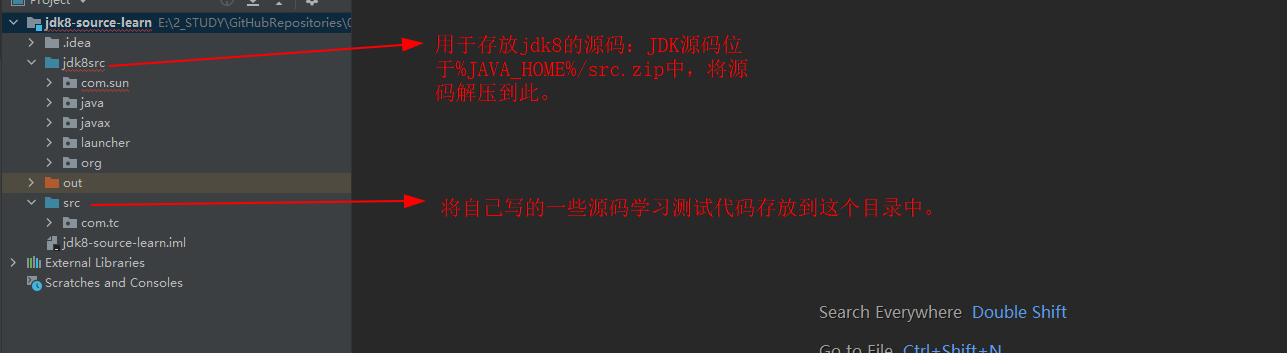 Project
jdk8-source-learn E:\2_STUDY\GitHubRepositories\
.idea
jdk8src
com.sun
java
javax
launcher
org
out
src
com.tc
jdk8-source-learn.iml
External Libraries
Scratches and Consoles
用于存放jdk8的源码：JDK源码位
于%JAVA_HOME%/src.zip中，将源
码解压到此。
将自己写的一些源码学习测试代码存放到这个目录中。
Search Everywhere Double Shift
Go to File Ctrl+Shift+N